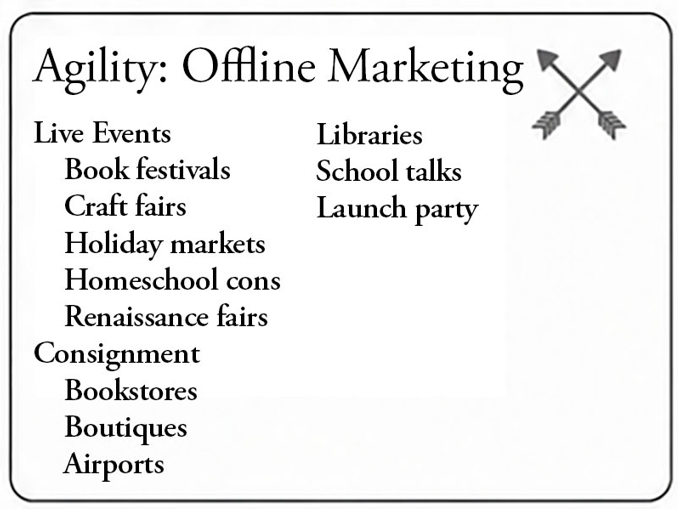 Agility: Offline Marketing
Live Events
Book festivals
Craft fairs
Holiday markets
Homeschool cons
Renaissance fairs
Consignment
Bookstores
Boutiques
Airports
Libraries
School talks
Launch party